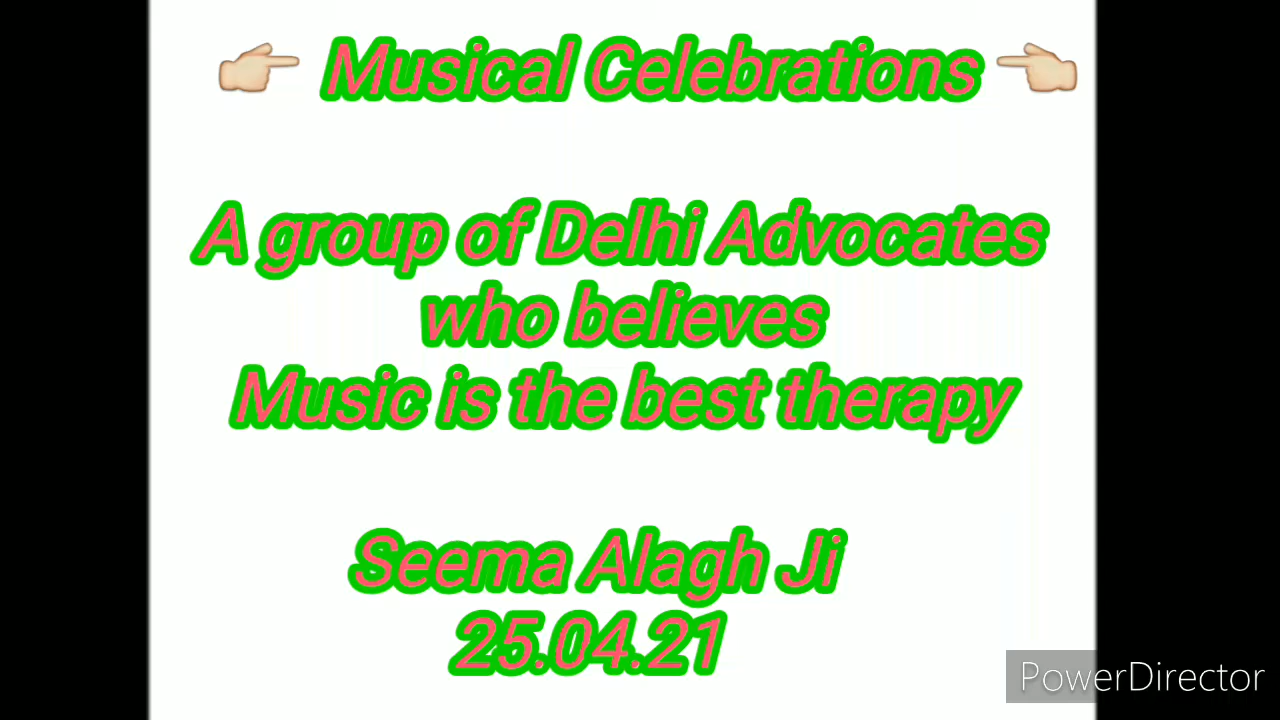 👉 Musical Celebrations 👈
A group of Delhi Advocates
who believes
Music is the best therapy
Seema Alagh Ji
25.04.21
PowerDirector